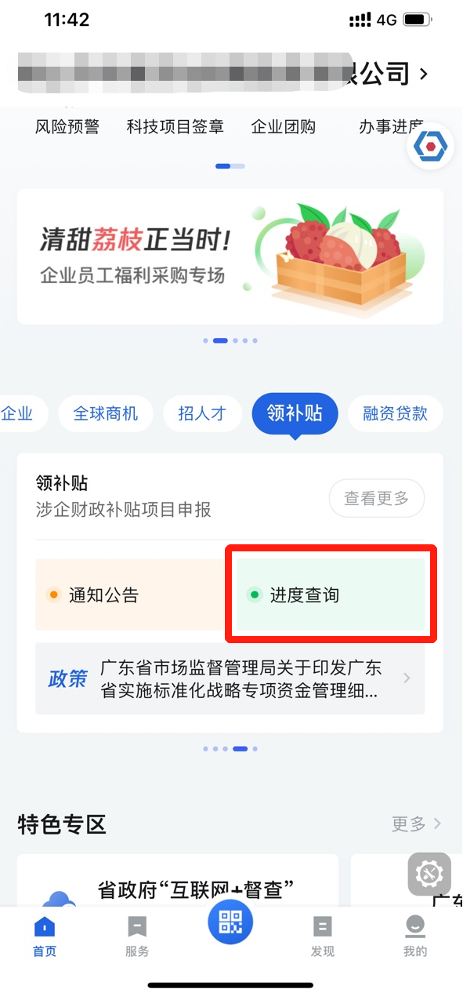 11:42
4G
限公司
风险预警
科技项目签章
企业团购
办事进度
清甜荔枝正当时!
企业员工福利采购专场
企业
全球商机
招人才
领补贴
融资贷款
领补贴
涉企财政补贴项目申报
查看更多
通知公告
进度查询
政策
广东省市场监督管理局关于印发广东
省实施标准化战略专项资金管理细...
特色专区
更多
省政府“互联网+督查”
广东
首页
服务
发现
我的